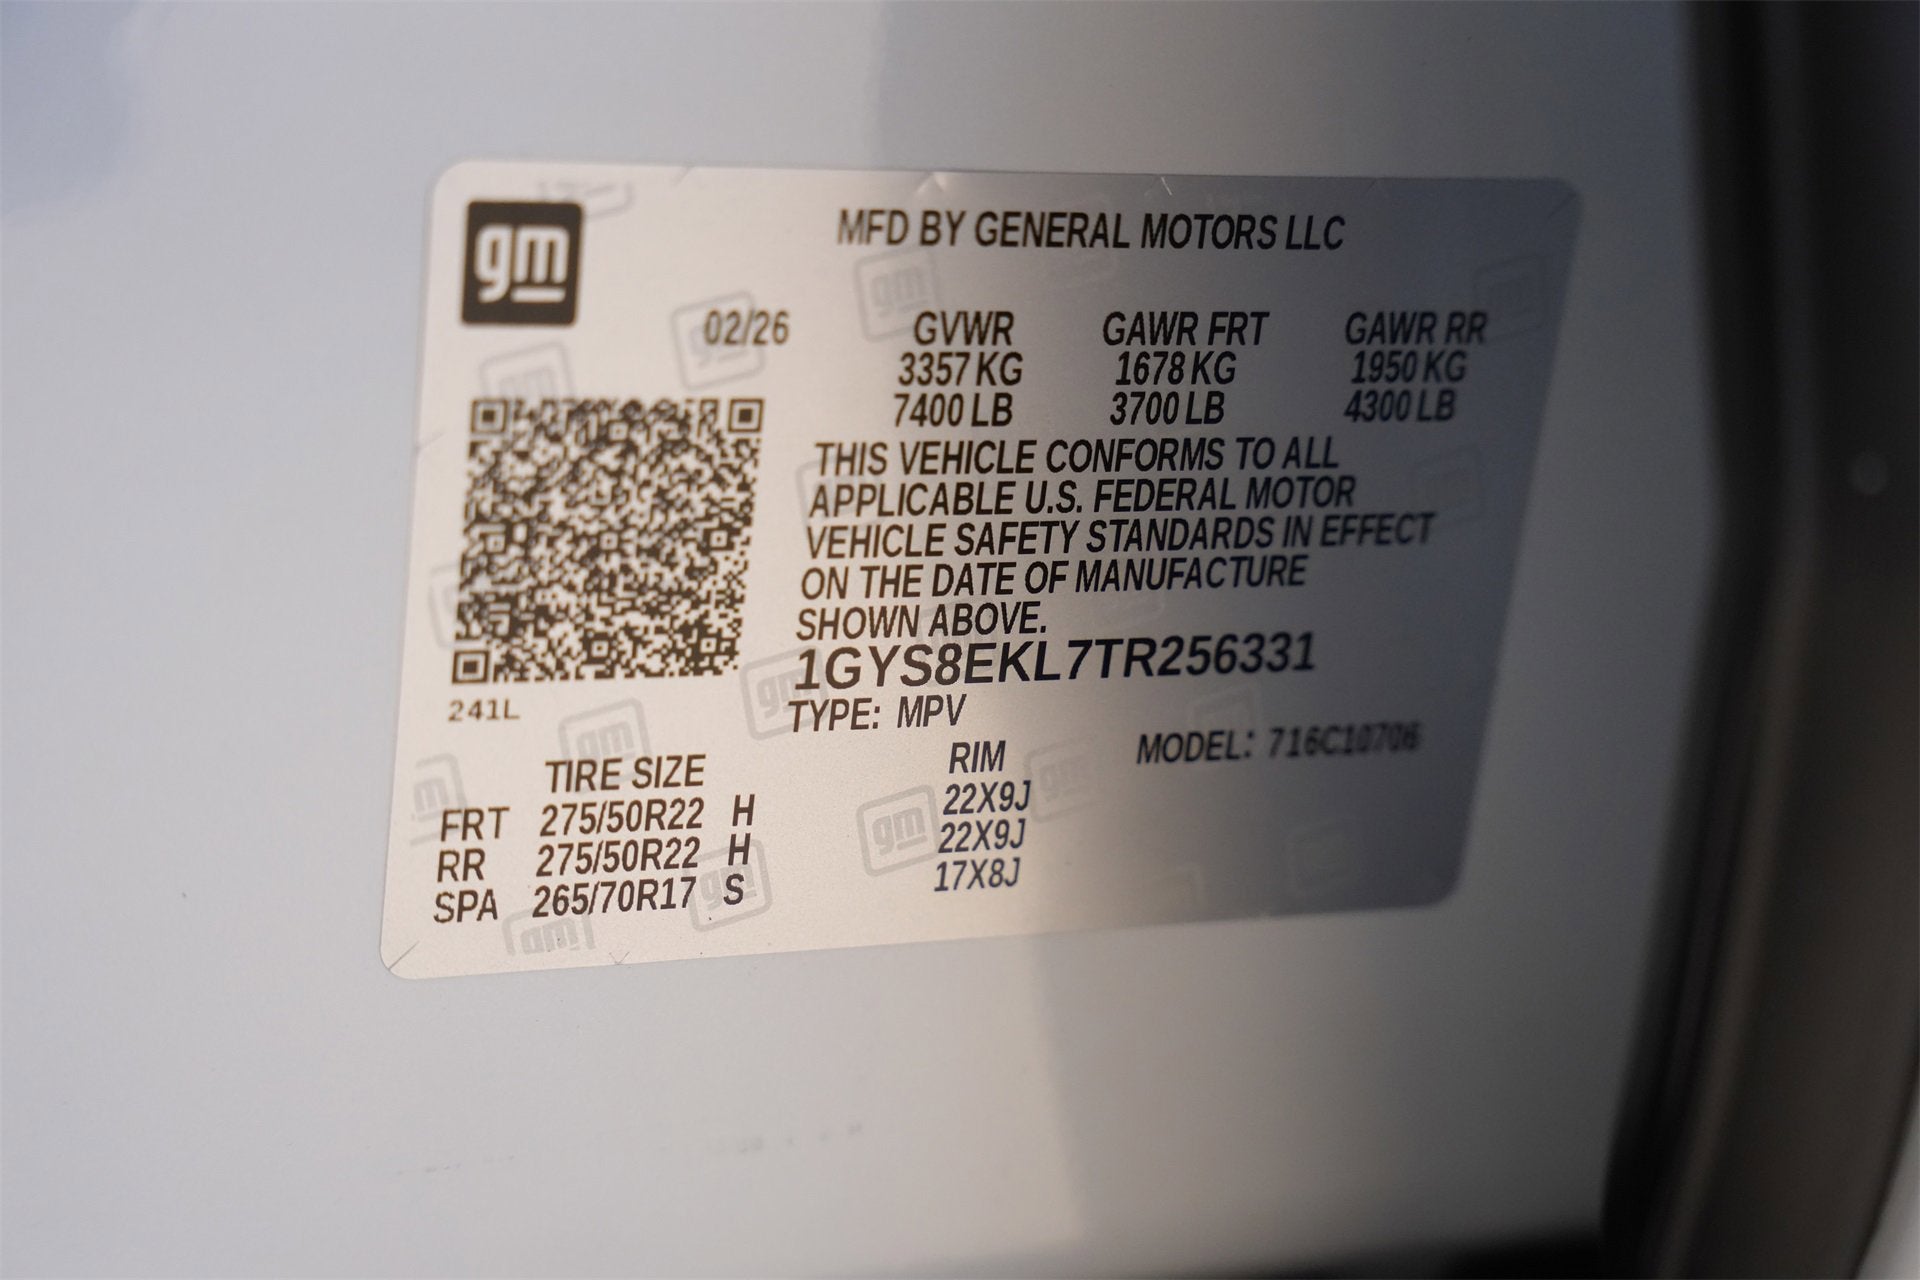 gm
MFD BY GENERAL MOTORS LLC
02/26 GVWR GAWR FRT GAWR RR
3357 KG 1678 KG 1950 KG
7400 LB 3700 LB 4300 LB
THIS VEHICLE CONFORMS TO ALL
APPLICABLE U.S. FEDERAL MOTOR
VEHICLE SAFETY STANDARDS IN EFFECT
ON THE DATE OF MANUFACTURE
SHOWN ABOVE.
1GYS8EKL7TR256331
241L
TYPE: MPV
MODEL: 716C10706
TIRE SIZE RIM
FRT 275/50R22 H 22X9J
RR 275/50R22 H 22X9J
SPA 265/70R17 S 17X8J